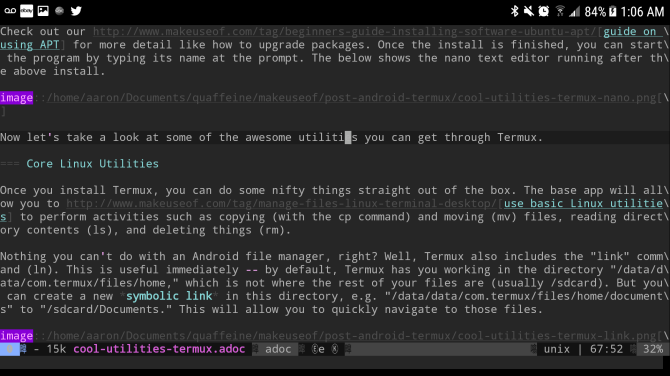 ebay 84% 1:06 AM
Check out our http://www.makeuseof.com/tag/beginners-guide-installing-software-ubuntu-apt/[guide on \
using APT] for more detail like how to upgrade packages. Once the install is finished, you can start\
 the program by typing its name at the prompt. The below shows the nano text editor running after th\
e above install.
image::/home/aaron/Documents/quaffeine/makeuseof/post-android-termux/cool-utilities-termux-nano.png[\
]
Now let's take a look at some of the awesome utilities you can get through Termux.
=== Core Linux Utilities
Once you install Termux, you can do some nifty things straight out of the box. The base app will all\
ow you to http://www.makeuseof.com/tag/manage-files-linux-terminal-desktop/[use basic Linux utilitie\
s] to perform activities such as copying (with the cp command) and moving (mv) files, reading direct\
ory contents (ls), and deleting things (rm).
Nothing you can't do with an Android file manager, right? Well, Termux also includes the "link" comm\
and (ln). This is useful immediately -- by default, Termux has you working in the directory "/data/d\
ata/com.termux/files/home," which is not where the rest of your files are (usually /sdcard). But you\
 can create a new *symbolic link* in this directory, e.g. "/data/data/com.termux/files/home/document\
s" to "/sdcard/Documents." This will allow you to quickly navigate to those files.
image::/home/aaron/Documents/quaffeine/makeuseof/post-android-termux/cool-utilities-termux-link.png[\
- 15k cool-utilities-termux.adoc adoc ⓔe Ⓚ unix | 67:52 32%